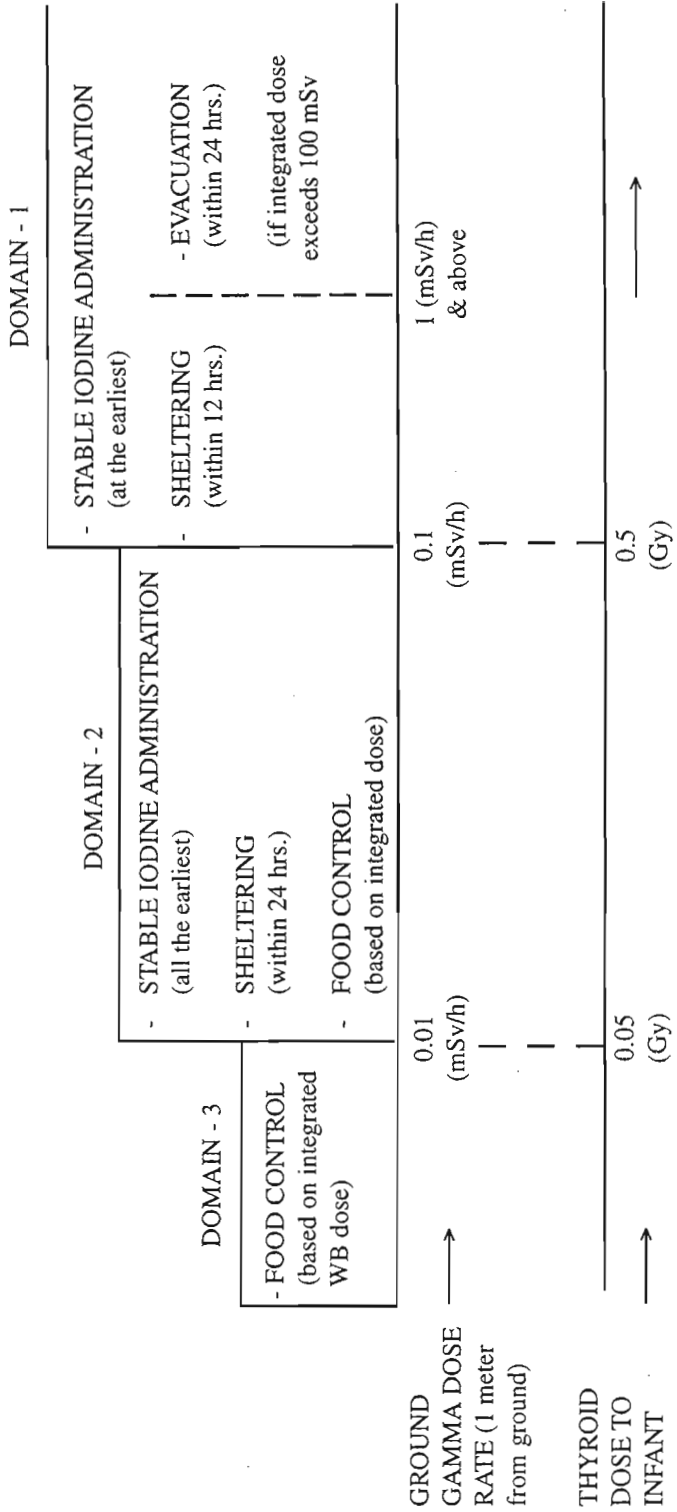 DOMAIN - 1
- STABLE IODINE ADMINISTRATION
(at the earliest)
- SHELTERING
(within 12 hrs.)
- EVACUATION
(within 24 hrs.)
(if integrated dose
exceeds 100 mSv
DOMAIN - 2
- STABLE IODINE ADMINISTRATION
(all the earliest)
- SHELTERING
(within 24 hrs.)
- FOOD CONTROL
(based on integrated dose)
DOMAIN - 3
- FOOD CONTROL
(based on integrated
WB dose)
GROUND
GAMMA DOSE
RATE (1 meter
from ground)
0.01
(mSv/h)
0.1
(mSv/h)
1 (mSv/h)
& above
THYROID
DOSE TO
INFANT
0.05
(Gy)
0.5
(Gy)